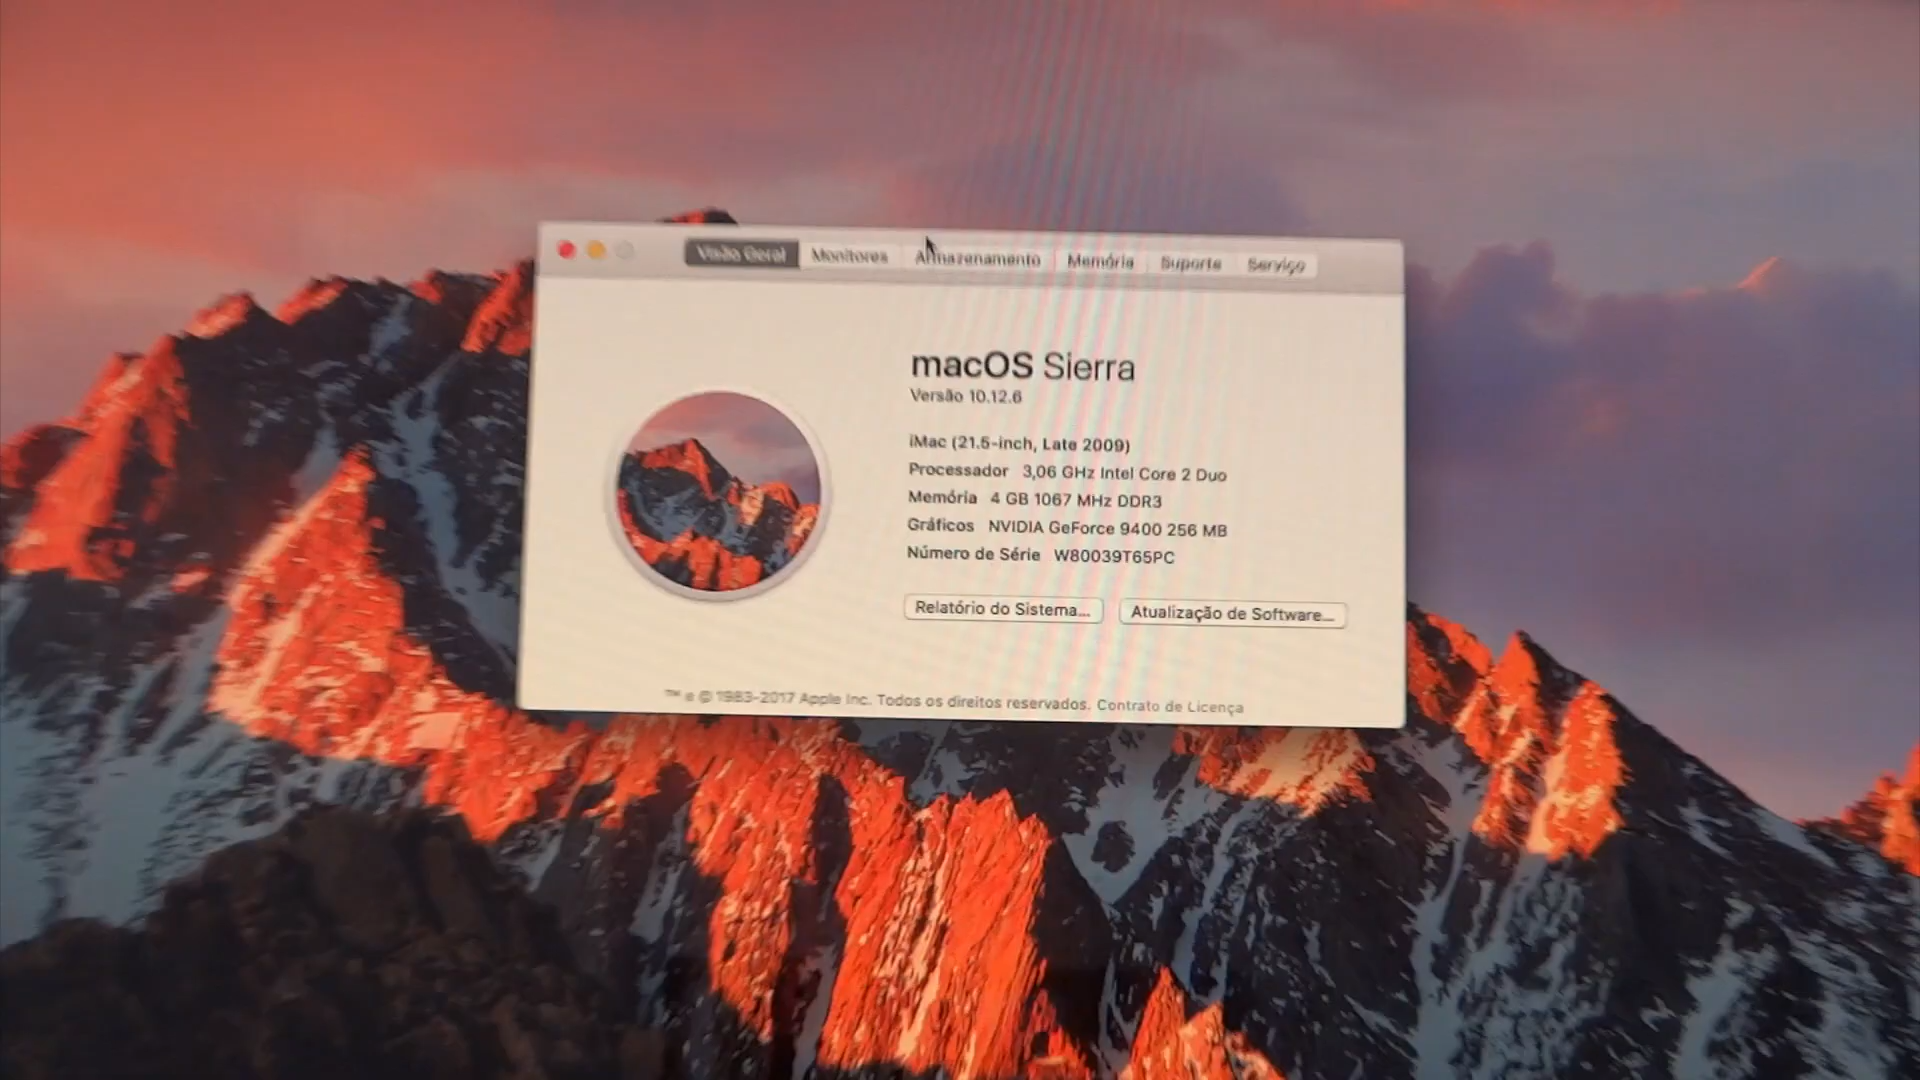 Visão Geral Monitores Armazenamento Memória Suporte Serviço
macOS Sierra
Versão 10.12.6
iMac (21.5-inch, Late 2009)
Processador 3,06 GHz Intel Core 2 Duo
Memória 4 GB 1067 MHz DDR3
Gráficos NVIDIA GeForce 9400 256 MB
Número de Série W80039T65PC
Relatório do Sistema... Atualização de Software...
™ e © 1983-2017 Apple Inc. Todos os direitos reservados. Contrato de Licença